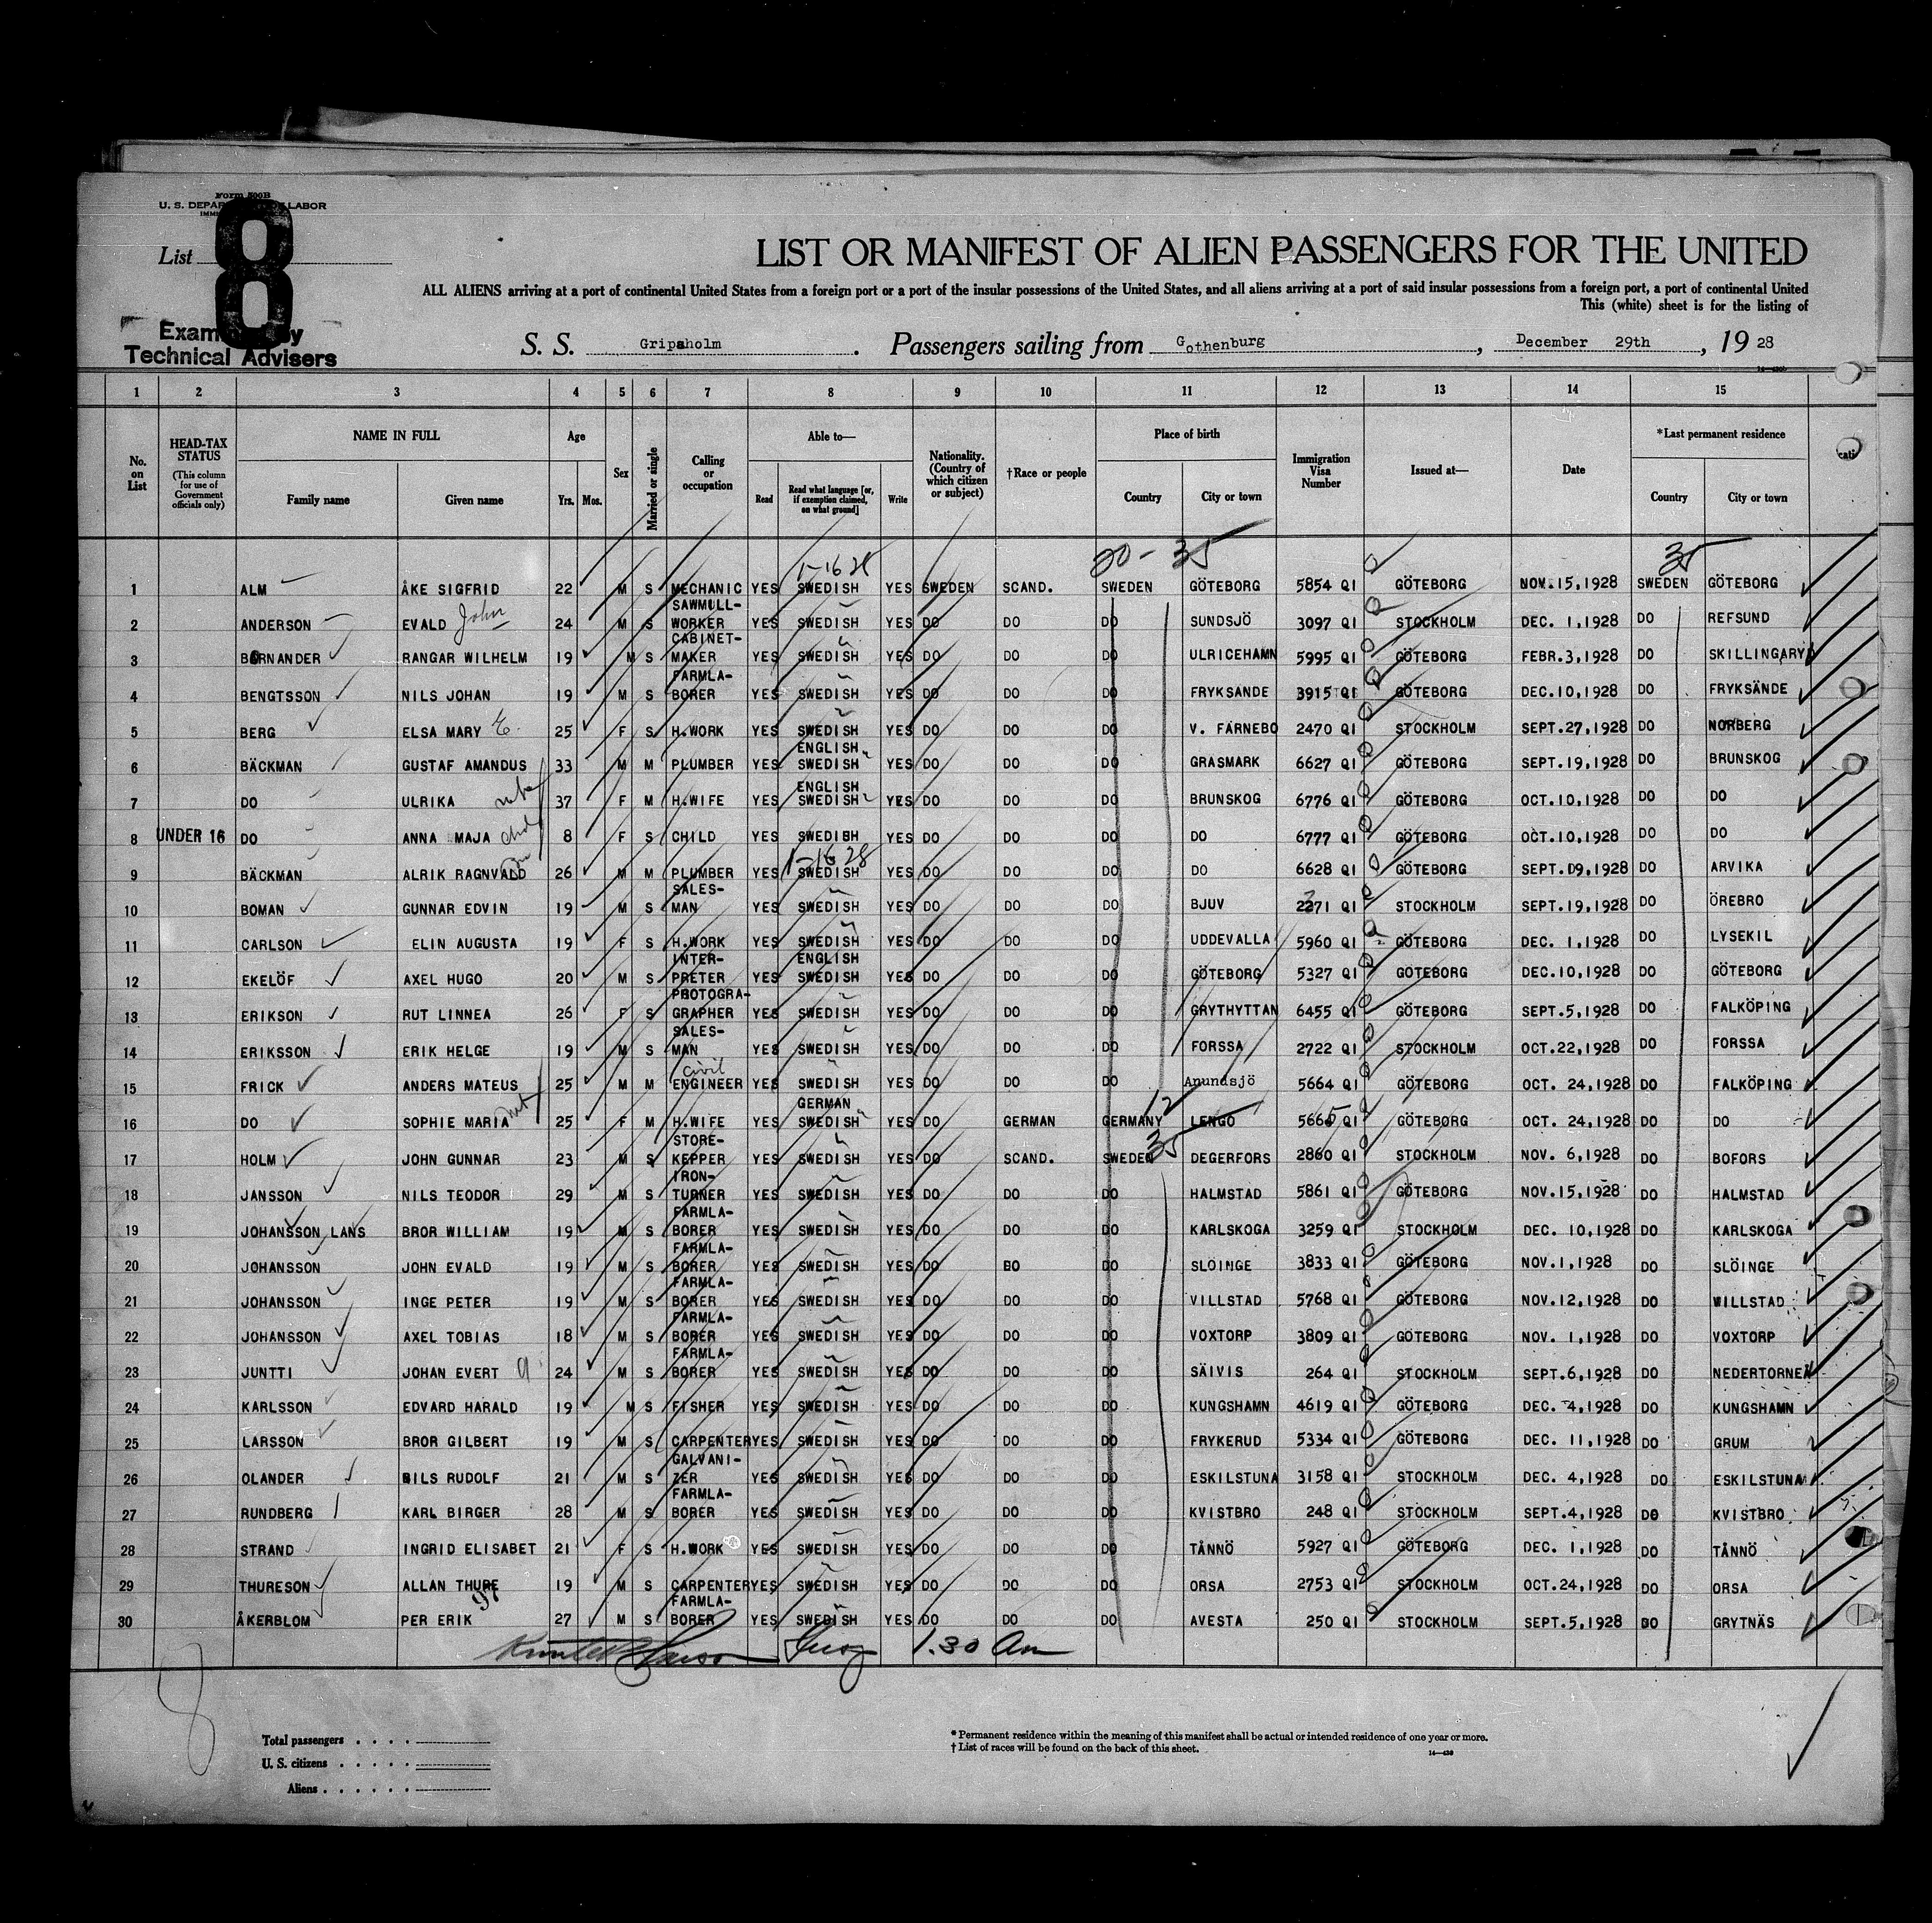 Form 500B
U. S. DEPAR LABOR
List 8
Examined by
Technical Advisers
LIST OR MANIFEST OF ALIEN PASSENGERS FOR THE UNITED
ALL ALIENS arriving at a port of continental United States from a foreign port or a port of the insular possessions of the United States, and all aliens arriving at a port of said insular possessions from a foreign port, a port of continental United
This (white) sheet is for the listing of
S. S. Gripsholm. Passengers sailing from Gothenburg, December 29th, 1928
1 2 3 4 5 6 7 8 9 10 11 12 13 14 15
No. on List
HEAD-TAX STATUS (This column for use of Government officials only)
NAME IN FULL Family name Given name
Age Yrs. Mos.
Sex
Married or single
Calling or occupation
Able to— Read Read what language [or, if exemption claimed, on what ground] Write
Nationality. (Country of which citizen or subject)
†Race or people
Place of birth Country City or town
Immigration Visa Number
Issued at—
Date
*Last permanent residence Country City or town
20 - 35 35
1 ALM ÅKE SIGFRID 22 M S MECHANIC YES SWEDISH YES SWEDEN SCAND. SWEDEN GÖTEBORG 5854 QI GÖTEBORG NOV.15,1928 SWEDEN GÖTEBORG
2 ANDERSON EVALD John 24 M S SAWMULL-WORKER YES SWEDISH YES DO DO DO SUNDSJÖ 3097 QI STOCKHOLM DEC. 1,1928 DO REFSUND
3 BÖRNANDER RANGAR WILHELM 19 M S CABINET-MAKER YES SWEDISH YES DO DO DO ULRICEHAMN 5995 QI GÖTEBORG FEBR.3,1928 DO SKILLINGARYD
4 BENGTSSON NILS JOHAN 19 M S FARMLA-BORER YES SWEDISH YES DO DO DO FRYKSÄNDE 3915 QI GÖTEBORG DEC.10,1928 DO FRYKSÄNDE
5 BERG ELSA MARY E. 25 F S H.WORK YES SWEDISH YES DO DO DO V. FÄRNEBO 2470 QI STOCKHOLM SEPT.27,1928 DO NORBERG
6 BÄCKMAN GUSTAF AMANDUS 33 M M PLUMBER YES ENGLISH SWEDISH YES DO DO DO GRASMARK 6627 QI GÖTEBORG SEPT.19,1928 DO BRUNSKOG
7 DO ULRIKA 37 F M H.WIFE YES ENGLISH SWEDISH YES DO DO DO BRUNSKOG 6776 QI GÖTEBORG OCT.10,1928 DO DO
8 UNDER 16 DO ANNA MAJA 8 F S CHILD YES SWEDIBH YES DO DO DO DO 6777 QI GÖTEBORG OCT.10,1928 DO DO
9 BÄCKMAN ALRIK RAGNVALD 26 M M PLUMBER YES SWEDISH YES DO DO DO DO 6628 QI GÖTEBORG SEPT.19,1928 DO ARVIKA
10 BOMAN GUNNAR EDVIN 19 M S SALES-MAN YES SWEDISH YES DO DO DO BJUV 2371 QI STOCKHOLM SEPT.19,1928 DO ÖREBRO
11 CARLSON ELIN AUGUSTA 19 F S H.WORK YES SWEDISH YES DO DO DO UDDEVALLA 5960 QI GÖTEBORG DEC. 1,1928 DO LYSEKIL
12 EKELÖF AXEL HUGO 20 M S INTER-PRETER YES ENGLISH SWEDISH YES DO DO DO GÖTEBORG 5327 QI GÖTEBORG DEC.10,1928 DO GÖTEBORG
13 ERIKSON RUT LINNEA 26 F S PHOTOGRA-GRAPHER YES SWEDISH YES DO DO DO GRYTHYTTAN 6455 QI GÖTEBORG SEPT.5,1928 DO FALKÖPING
14 ERIKSSON ERIK HELGE 19 M S SALES-MAN YES SWEDISH YES DO DO DO FORSSA 2722 QI STOCKHOLM OCT.22,1928 DO FORSSA
15 FRICK ANDERS MATEUS 25 M M civil ENGINEER YES SWEDISH YES DO DO DO Anundsjö 5664 QI GÖTEBORG OCT. 24,1928 DO FALKÖPING
16 DO SOPHIE MARIA 25 F M H.WIFE YES GERMAN SWEDISH YES DO GERMAN GERMANY LENGO 5665 QI GÖTEBORG OCT. 24,1928 DO DO
17 HOLM JOHN GUNNAR 23 M S STORE-KEPPER YES SWEDISH YES DO SCAND. SWEDEN DEGERFORS 2860 QI STOCKHOLM NOV. 6,1928 DO BOFORS
18 JANSSON NILS TEODOR 29 M S IRON-TURNER YES SWEDISH YES DO DO DO HALMSTAD 5861 QI GÖTEBORG NOV.15,1928 DO HALMSTAD
19 JOHANSSON LANS BROR WILLIAM 19 M S FARMLA-BORER YES SWEDISH YES DO DO DO KARLSKOGA 3259 QI STOCKHOLM DEC. 10,1928 DO KARLSKOGA
20 JOHANSSON JOHN EVALD 19 M S FARMLA-BORER YES SWEDISH YES DO DO DO SLÖINGE 3833 QI GÖTEBORG NOV.1,1928 DO SLÖINGE
21 JOHANSSON INGE PETER 19 M S FARMLA-BORER YES SWEDISH YES DO DO DO VILLSTAD 5768 QI GÖTEBORG NOV.12,1928 DO WILLSTAD
22 JOHANSSON AXEL TOBIAS 18 M S FARMLA-BORER YES SWEDISH YES DO DO DO VOXTORP 3809 QI GÖTEBORG NOV. 1,1928 DO VOXTORP
23 JUNTTI JOHAN EVERT 24 M S FARMLA-BORER YES SWEDISH YES DO DO DO SÄIVIS 264 QI STOCKHOLM SEPT.6,1928 DO NEDERTORNEA
24 KARLSSON EDVARD HARALD 19 M S FISHER YES SWEDISH YES DO DO DO KUNGSHAMN 4619 QI GÖTEBORG DEC. 4,1928 DO KUNGSHAMN
25 LARSSON BROR GILBERT 19 M S CARPENTER YES SWEDISH YES DO DO DO FRYKERUD 5334 QI GÖTEBORG DEC. 11,1928 DO GRUM
26 OLANDER NILS RUDOLF 21 M S GALVANI-ZER YES SWEDISH YES DO DO DO ESKILSTUNA 3158 QI STOCKHOLM DEC. 4,1928 DO ESKILSTUNA
27 RUNDBERG KARL BIRGER 28 M S FARMLA-BORER YES SWEDISH YES DO DO DO KVISTBRO 248 QI STOCKHOLM SEPT.4,1928 DO KVISTBRO
28 STRAND INGRID ELISABET 21 F S H.WORK YES SWEDISH YES DO DO DO TÅNNÖ 5927 QI GÖTEBORG DEC. 1,1928 DO TÅNNÖ
29 THURESON ALLAN THURE 19 M S CARPENTER YES SWEDISH YES DO DO DO ORSA 2753 QI STOCKHOLM OCT.24,1928 DO ORSA
30 ÅKERBLOM PER ERIK 27 M S FARMLA-BORER YES SWEDISH YES DO DO DO AVESTA 250 QI STOCKHOLM SEPT.5,1928 DO GRYTNÄS
1.30 Am
8
Total passengers
U. S. citizens
Aliens
* Permanent residence within the meaning of this manifest shall be actual or intended residence of one year or more.
† List of races will be found on the back of this sheet.